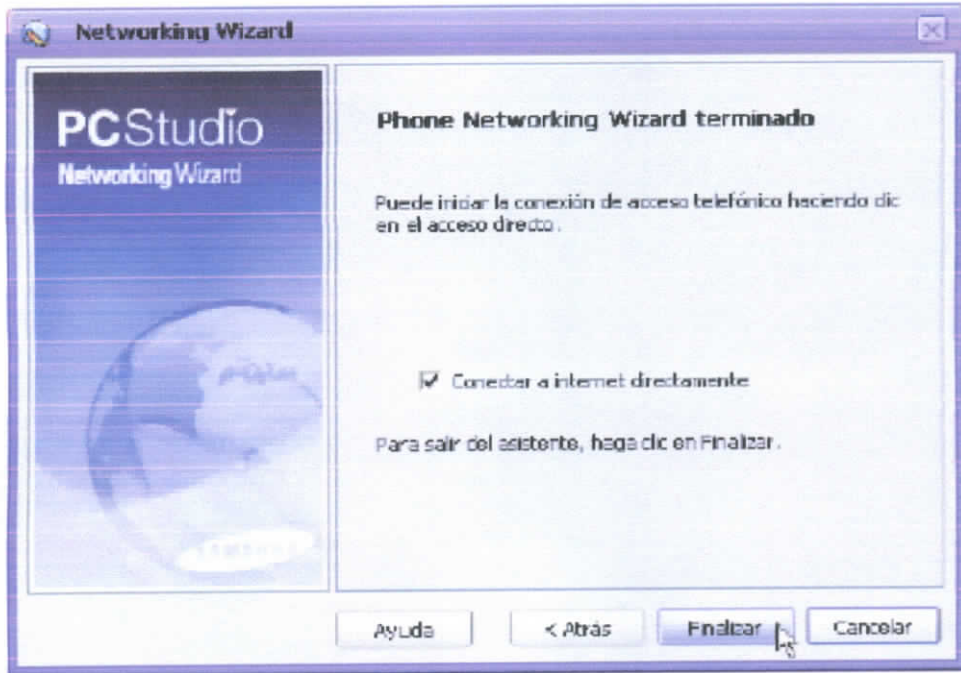 Networking Wizard
PCStudio
Networking Wizard
Phone Networking Wizard terminado
Puede iniciar la conexión de acceso telefónico haciendo clic
en el acceso directo.
Conectar a internet directamente
Para salir del asistente, haga clic en Finalizar.
SAMSUNG
Ayuda
< Atrás
Finalizar
Cancelar